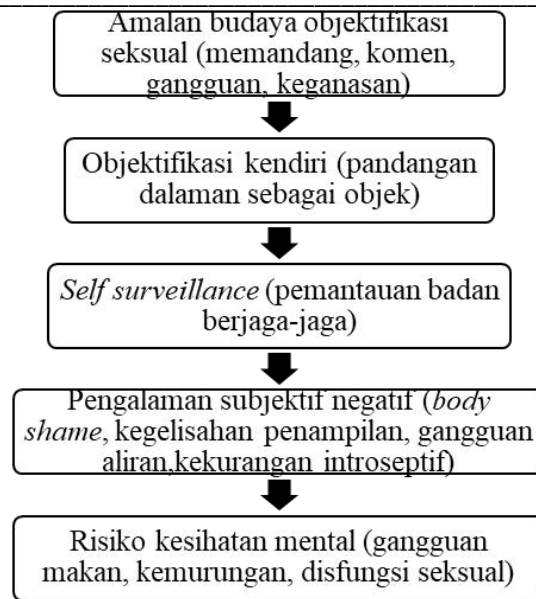 Amalan budaya objektifikasi
seksual (memandang, komen,
gangguan, keganasan)
Objektifikasi kendiri (pandangan
dalaman sebagai objek)
Self surveillance (pemantauan badan
berjaga-jaga)
Pengalaman subjektif negatif (body
shame, kegelisahan penampilan, gangguan
aliran,kekurangan introseptif)
Risiko kesihatan mental (gangguan
makan, kemurungan, disfungsi seksual)